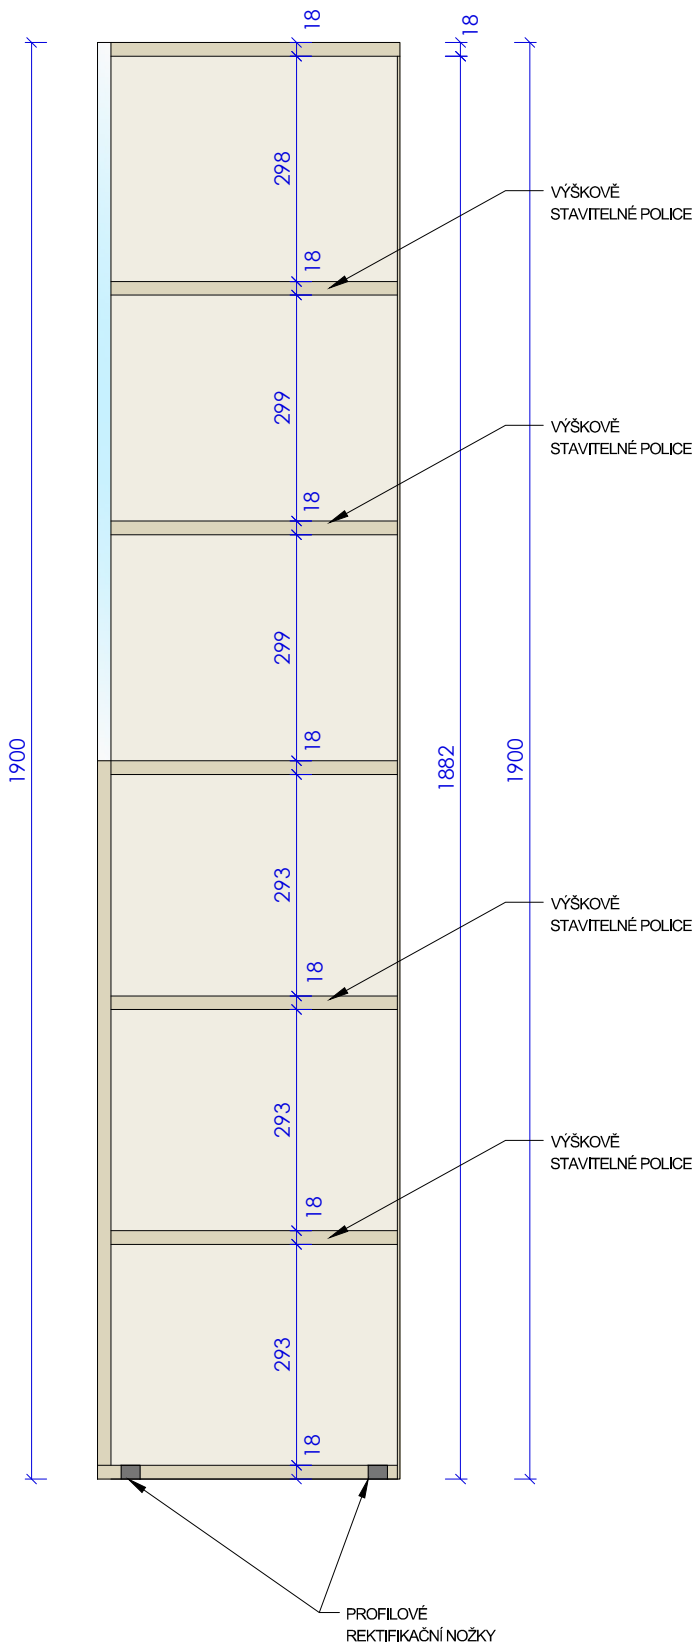 18
18
298
VÝŠKOVĚ
STAVITELNÉ POLICE
18
299
VÝŠKOVĚ
STAVITELNÉ POLICE
18
299
18
1900
1882
1900
293
VÝŠKOVĚ
STAVITELNÉ POLICE
18
293
VÝŠKOVĚ
STAVITELNÉ POLICE
18
293
18
PROFILOVÉ
REKTIFIKAČNÍ NOŽKY